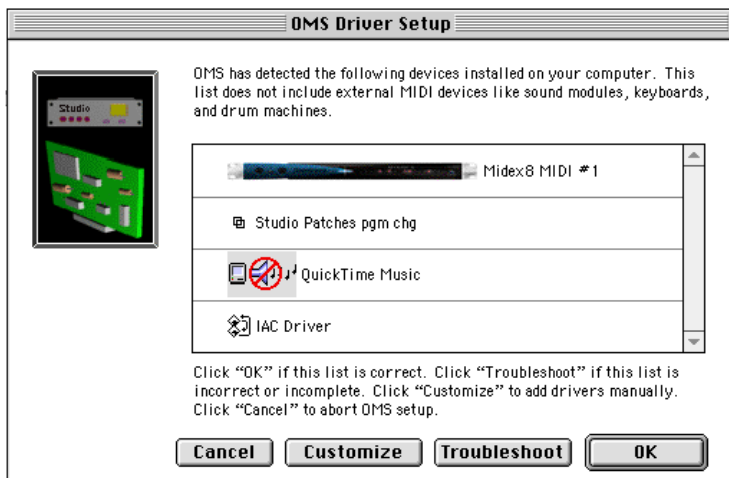 OMS Driver Setup
OMS has detected the following devices installed on your computer. This
list does not include external MIDI devices like sound modules, keyboards,
and drum machines.
Studio
Midex8 MIDI #1
Studio Patches pgm chg
QuickTime Music
IAC Driver
Click “OK” if this list is correct. Click “Troubleshoot” if this list is
incorrect or incomplete. Click “Customize” to add drivers manually.
Click “Cancel” to abort OMS setup.
Cancel Customize Troubleshoot OK